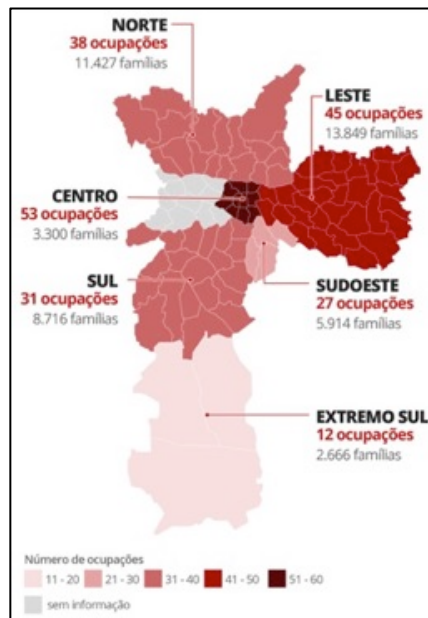 NORTE
38 ocupações
11.427 famílias
LESTE
45 ocupações
13.849 famílias
CENTRO
53 ocupações
3.300 famílias
SUL
31 ocupações
8.716 famílias
SUDOESTE
27 ocupações
5.914 famílias
EXTREMO SUL
12 ocupações
2.666 famílias
Número de ocupações
11 - 20
21 - 30
31 - 40
41 - 50
51 - 60
sem informação